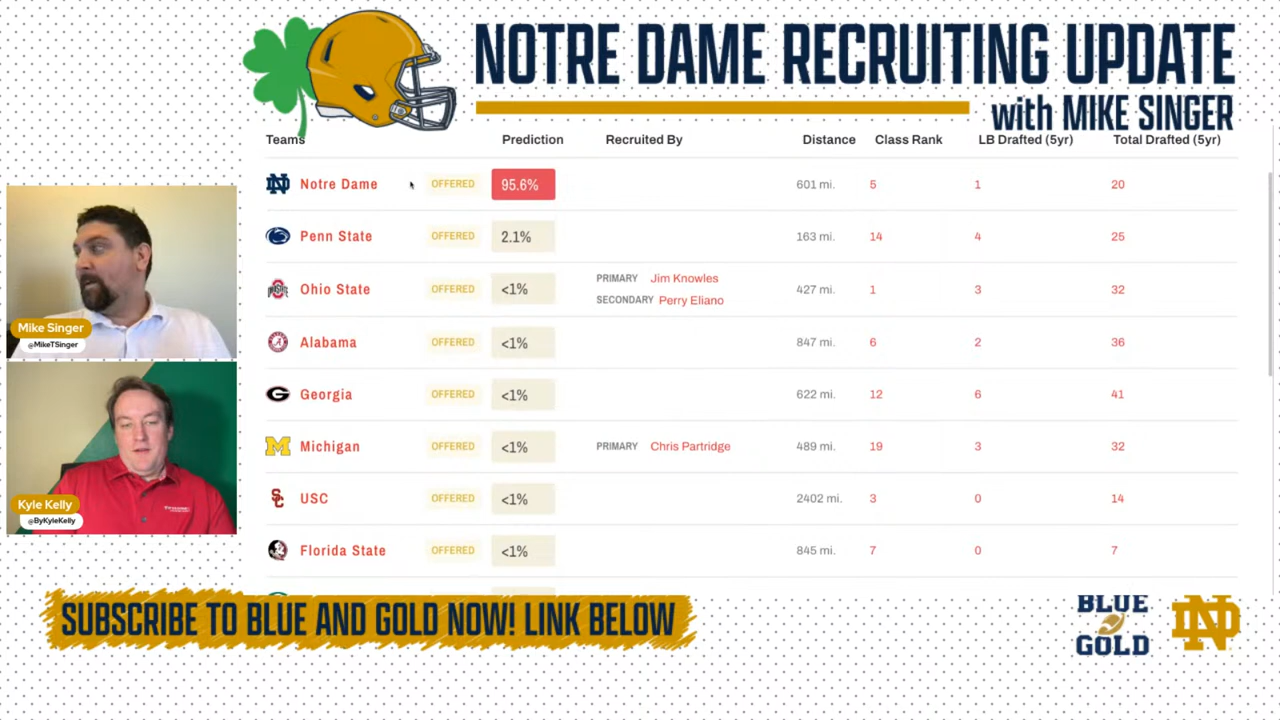 NOTRE DAME RECRUITING UPDATE
with MIKE SINGER
Teams Prediction Recruited By Distance Class Rank LB Drafted (5yr) Total Drafted (5yr)
Notre Dame OFFERED 95.6% 601 mi. 5 1 20
Penn State OFFERED 2.1% 163 mi. 14 4 25
Ohio State OFFERED <1% PRIMARY Jim Knowles SECONDARY Perry Eliano 427 mi. 1 3 32
Alabama OFFERED <1% 847 mi. 6 2 36
Georgia OFFERED <1% 622 mi. 12 6 41
Michigan OFFERED <1% PRIMARY Chris Partridge 489 mi. 19 3 32
USC OFFERED <1% 2402 mi. 3 0 14
Florida State OFFERED <1% 845 mi. 7 0 7
Mike Singer
@MikeTSinger
Kyle Kelly
@ByKyleKelly
SUBSCRIBE TO BLUE AND GOLD NOW! LINK BELOW
BLUE
GOLD
ND